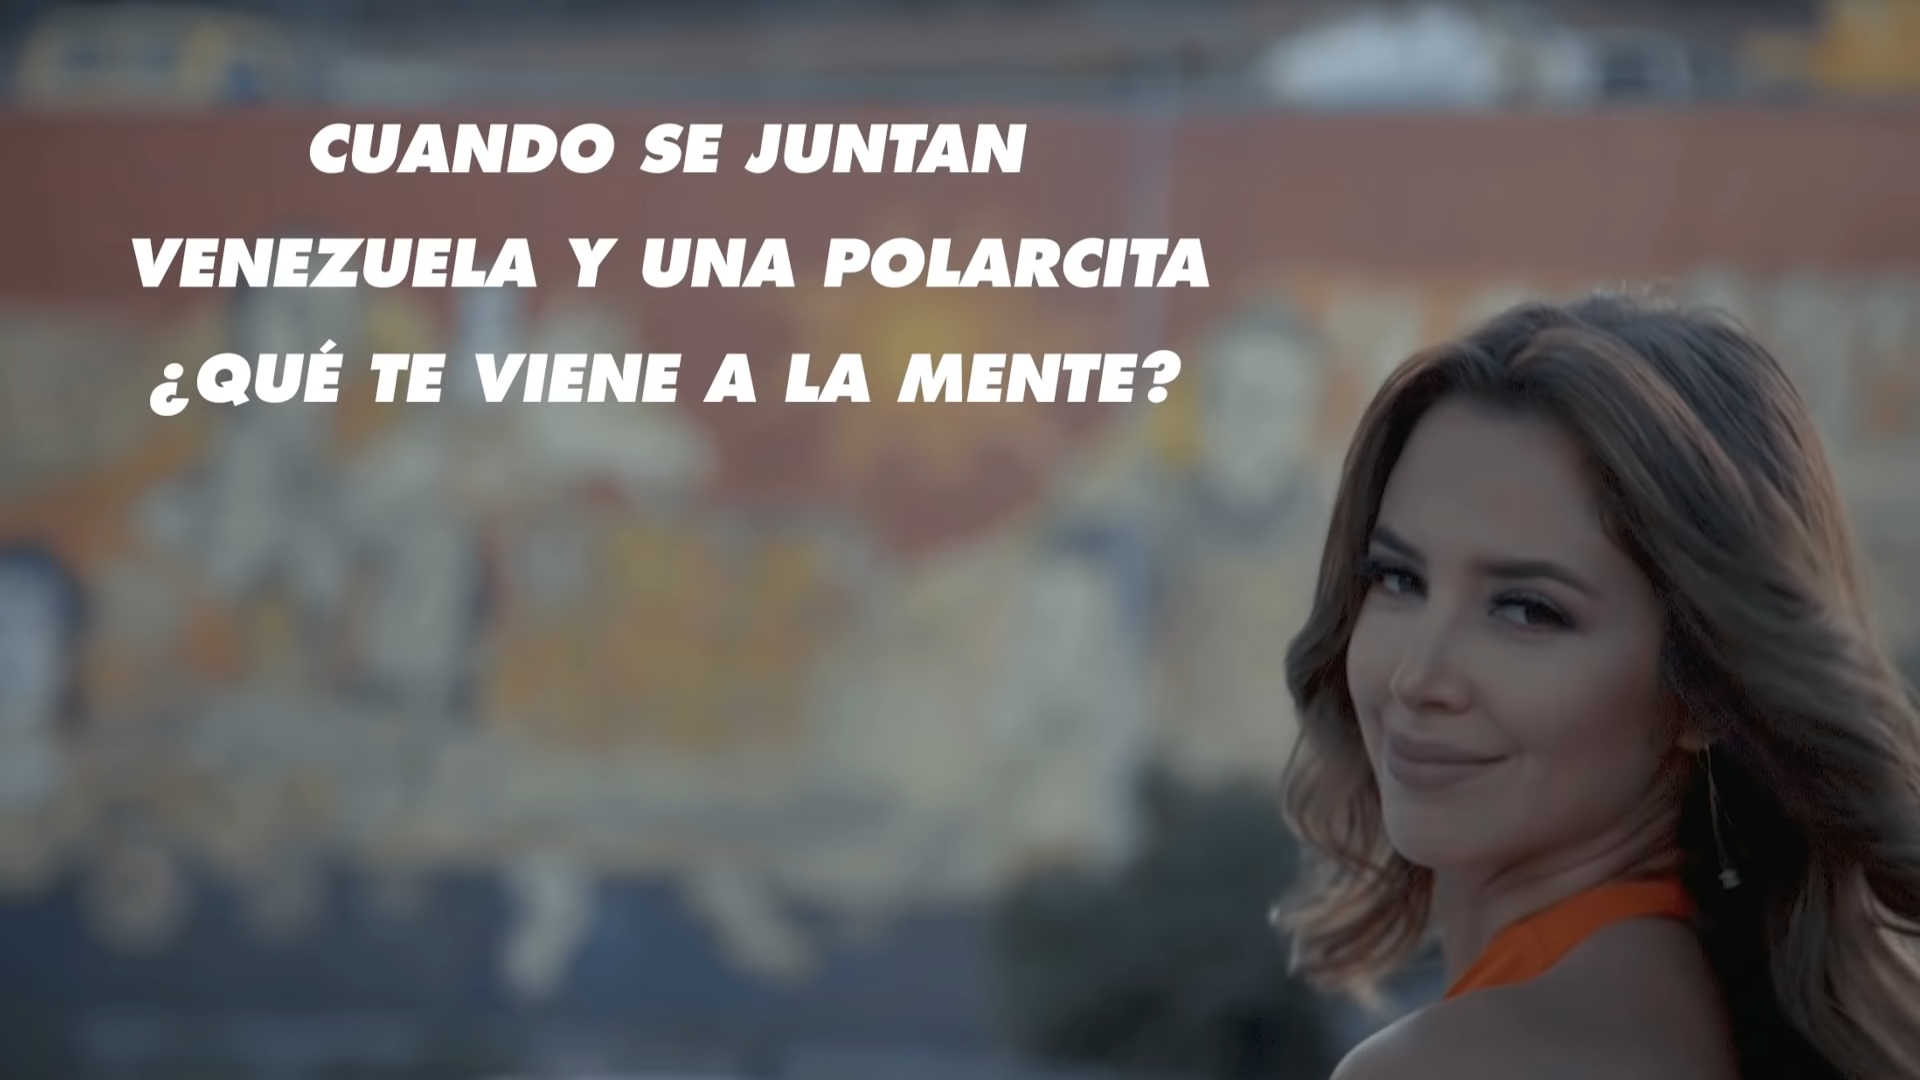 CUANDO SE JUNTAN
VENEZUELA Y UNA POLARCITA
¿QUÉ TE VIENE A LA MENTE?